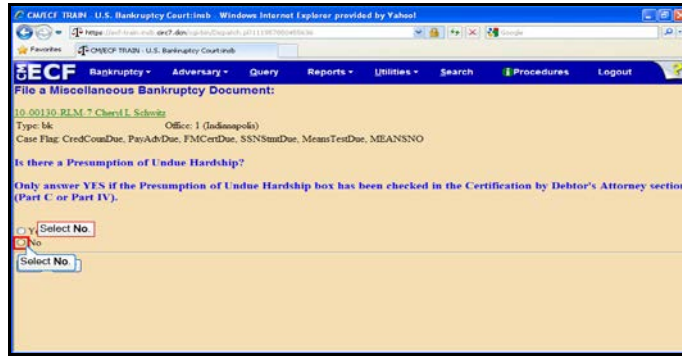 CM/ECF TRAIN - U.S. Bankruptcy Court:insb - Windows Internet Explorer provided by Yahoo!
Google
Favorites CM/ECF TRAIN - U.S. Bankruptcy Court:insb
ECF Bankruptcy Adversary Query Reports Utilities Search Procedures Logout
File a Miscellaneous Bankruptcy Document:
10-00130-RLM-7 Cheryl L Schwitz
Type: bk Office: 1 (Indianapolis)
Case Flag: CredCounDue, PayAdvDue, FMCertDue, SSNStmtDue, MeansTestDue, MEANSNO
Is there a Presumption of Undue Hardship?
Only answer YES if the Presumption of Undue Hardship box has been checked in the Certification by Debtor's Attorney section
(Part C or Part IV).
Select No.
No
Select No.